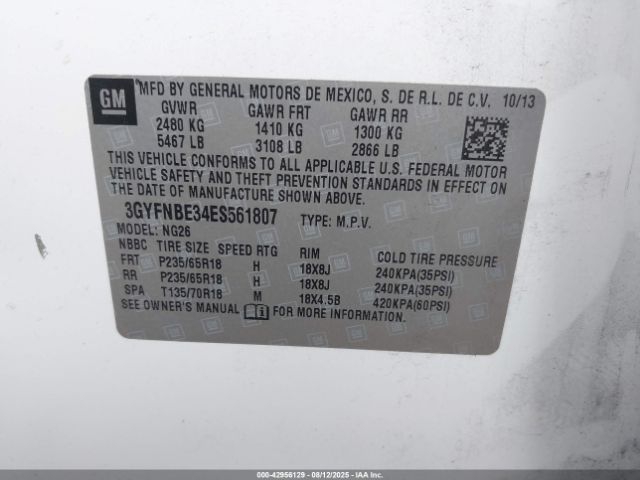 GM MFD BY GENERAL MOTORS DE MEXICO, S. DE R.L. DE C.V. 10/13
GVWR GAWR FRT GAWR RR
2480 KG 1410 KG 1300 KG
5467 LB 3108 LB 2866 LB
THIS VEHICLE CONFORMS TO ALL APPLICABLE U.S. FEDERAL MOTOR
VEHICLE SAFETY AND THEFT PREVENTION STANDARDS IN EFFECT ON
THE DATE OF MANUFACTURE SHOWN ABOVE.
3GYFNBE34ES561807 TYPE: M.P.V.
MODEL: NG26
NBBC TIRE SIZE SPEED RTG RIM COLD TIRE PRESSURE
FRT P235/65R18 H 18X8J 240KPA(35PSI)
RR P235/65R18 H 18X8J 240KPA(35PSI)
SPA T135/70R18 M 18X4.5B 420KPA(60PSI)
SEE OWNER'S MANUAL FOR MORE INFORMATION.
000-42956129 - 08/12/2025 - IAAI.COM